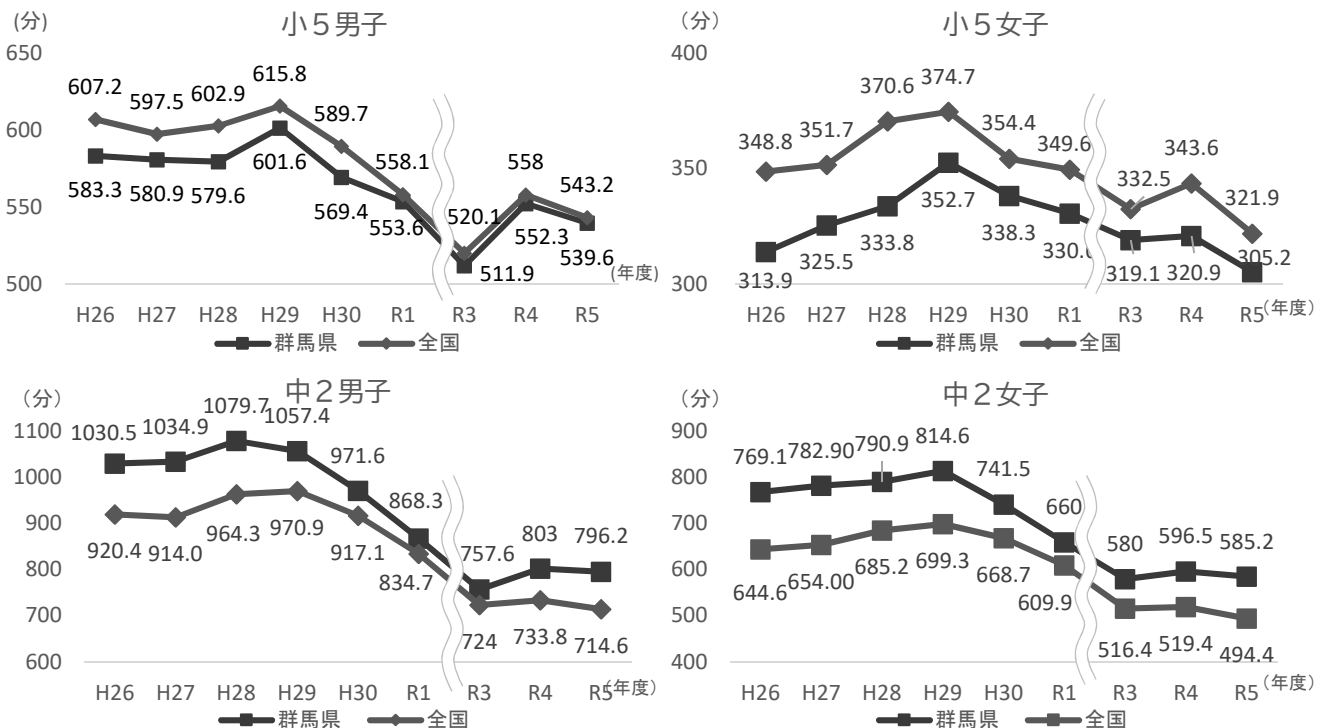 小５男子
(分)
650
600
550
500
607.2 597.5 602.9 615.8 589.7 558.1 520.1 558 543.2
583.3 580.9 579.6 601.6 569.4 553.6 511.9 552.3 539.6
H26 H27 H28 H29 H30 R1 R3 R4 R5
(年度)
群馬県 全国
小５女子
（分）
400
350
300
348.8 351.7 370.6 374.7 354.4 349.6 332.5 343.6 321.9
313.9 325.5 333.8 352.7 338.3 319.1 320.9 305.2
H26 H27 H28 H29 H30 R1 R3 R4 R5
（年度）
群馬県 全国
中２男子
（分）
1100
1000
900
800
700
600
1030.5 1034.9 1079.7 1057.4 971.6 868.3 757.6 803 796.2
920.4 914.0 964.3 970.9 917.1 834.7 724 733.8 714.6
H26 H27 H28 H29 H30 R1 R3 R4 R5
（年度）
群馬県 全国
中２女子
（分）
900
800
700
600
500
400
769.1 782.90 790.9 814.6 741.5 660 580 596.5 585.2
644.6 654.00 685.2 699.3 668.7 609.9 516.4 519.4 494.4
H26 H27 H28 H29 H30 R1 R3 R4 R5
（年度）
群馬県 全国